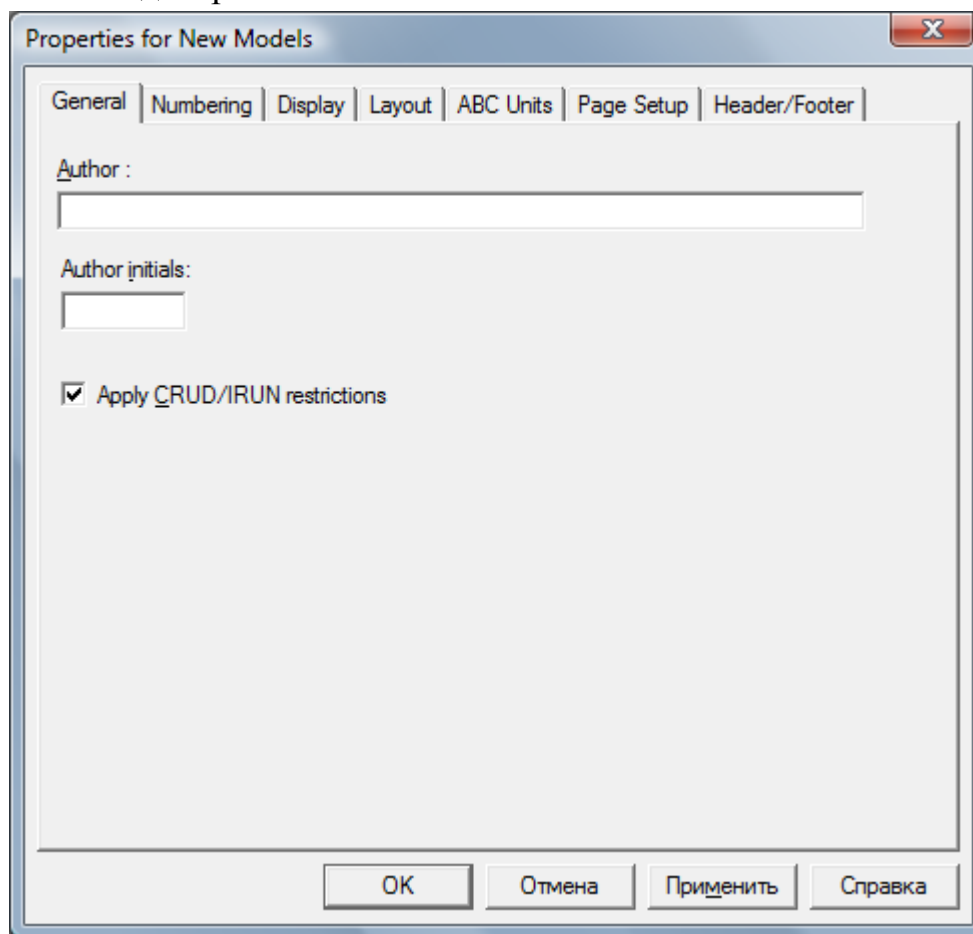 Properties for New Models
General Numbering Display Layout ABC Units Page Setup Header/Footer
Author :
Author initials:
Apply CRUD/IRUN restrictions
OK Отмена Применить Справка